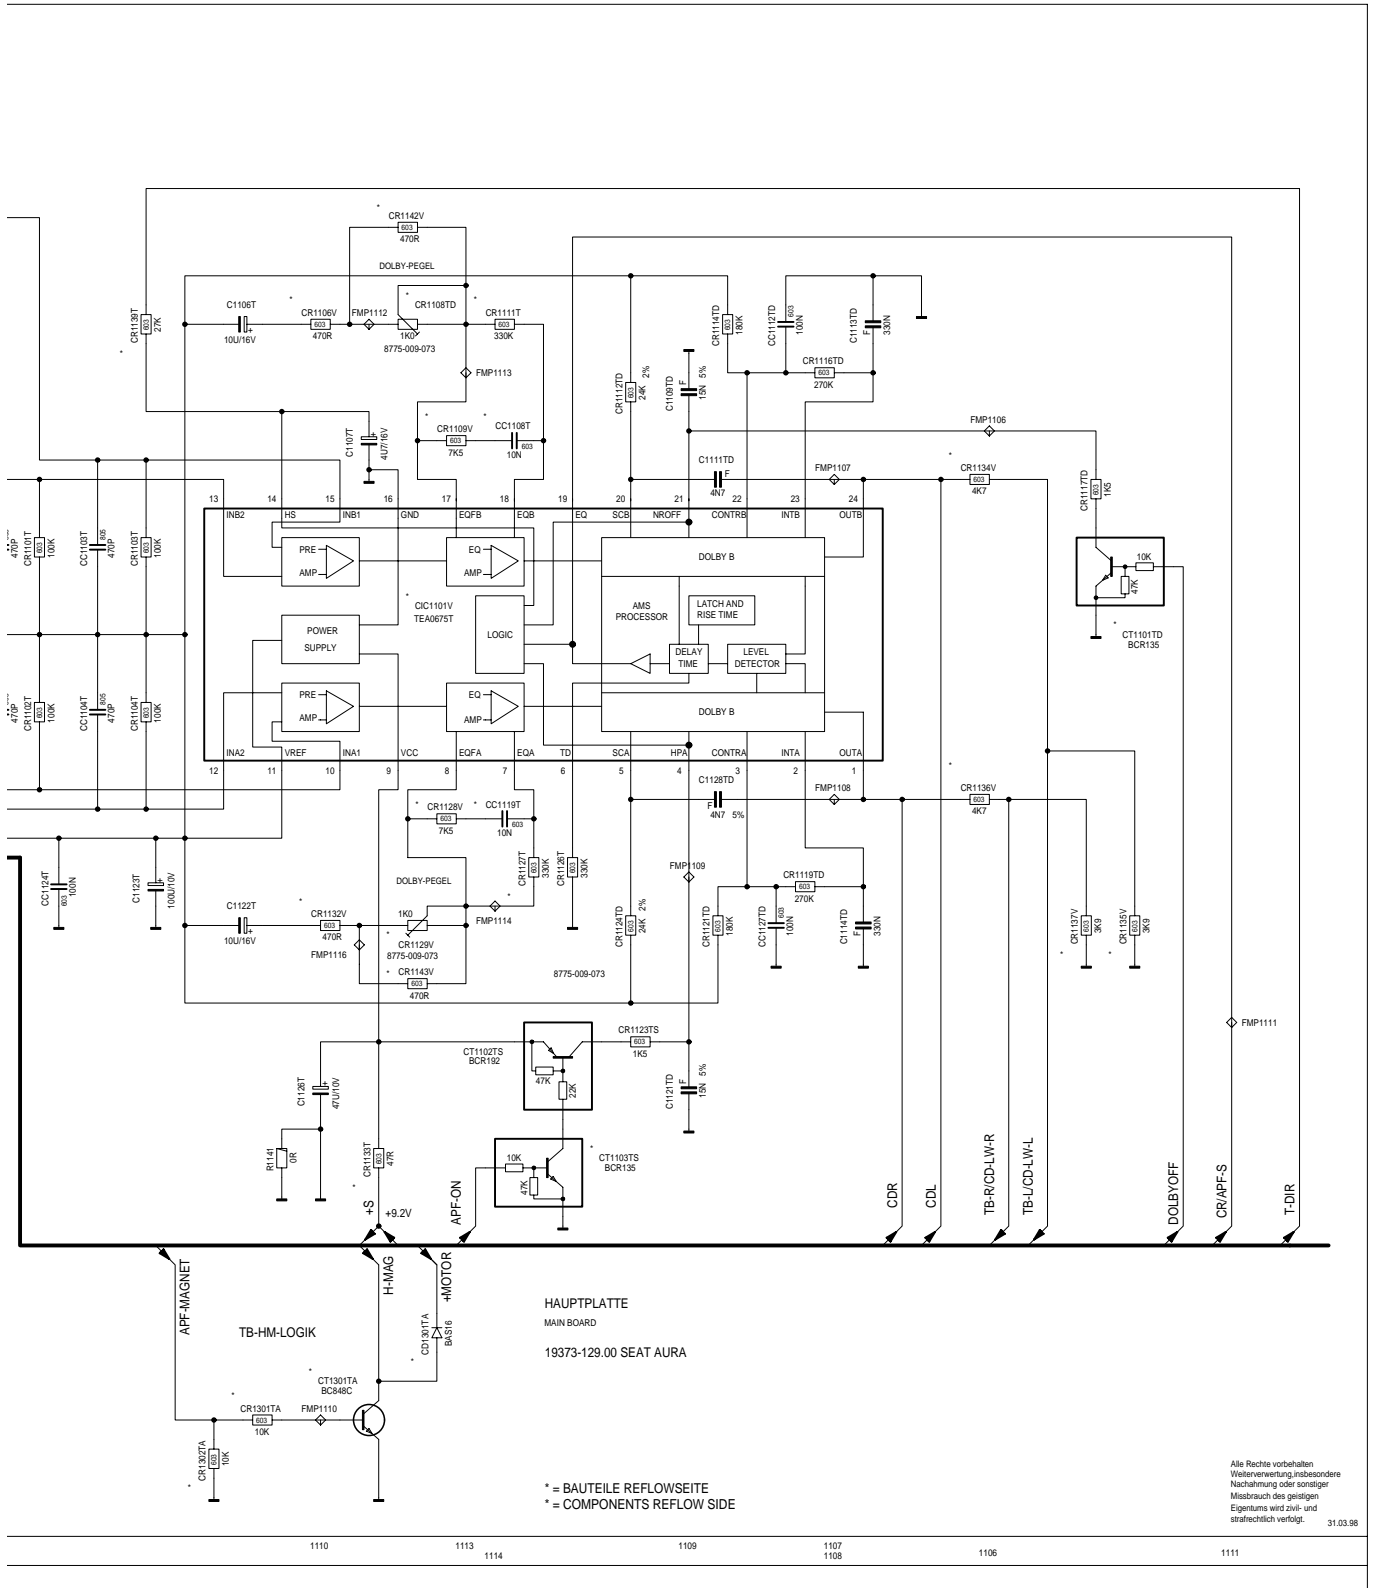 *
CR1142V
603
470R
DOLBY-PEGEL
C1106T
10U/16V
*
CR1106V
603
470R
FMP1112
*
CR1108TD
1K0
8775-009-073
*
CR1111T
603
330K
FMP1113
CR1139T
603
27K
*
CR1114TD
603
180K
CC1112TD
603
100N
C1113TD
F
330N
CR1116TD
603
270K
CR1112TD
603
24K 2%
C1109TD
F
15N 5%
C1107T
4U7/16V
*
CR1109V
603
7K5
*
CC1108T
603
10N
FMP1106
C1111TD
F
4N7
FMP1107
*
CR1134V
603
4K7
CR1117TD
603
1K5
13
14
15
16
17
18
19
20
21
22
23
24
INB2
HS
INB1
GND
EQFB
EQB
EQ
SCB
NROFF
CONTRB
INTB
OUTB
470P
CR1101T
603
100K
CC1103T
805
470P
CR1103T
603
100K
PRE
AMP
EQ
AMP
DOLBY B
10K
47K
*
CT1101TD
BCR135
*
CIC1101V
TEA0675T
POWER
SUPPLY
LOGIC
AMS
PROCESSOR
LATCH AND
RISE TIME
DELAY
TIME
LEVEL
DETECTOR
470P
CR1102T
603
100K
CC1104T
805
470P
CR1104T
603
100K
PRE
AMP
EQ
AMP
DOLBY B
INA2
VREF
INA1
VCC
EQFA
EQA
TD
SCA
HPA
CONTRA
INTA
OUTA
12
11
10
9
8
7
6
5
4
3
2
1
C1128TD
F
4N7 5%
FMP1108
CR1136V
603
4K7
*
CR1128V
603
7K5
*
CC1119T
603
10N
CR1127T
603
330K
CR1126T
603
330K
FMP1109
CC1124T
603
100N
C1123T
100U/10V
DOLBY-PEGEL
CR1119TD
603
270K
C1122T
10U/16V
*
CR1132V
603
470R
FMP1116
1K0
*
CR1129V
8775-009-073
FMP1114
*
CR1143V
603
470R
CR1124TD
603
24K 2%
CR1121TD
603
180K
CC1127TD
603
100N
C1114TD
F
330N
*
CR1137V
603
3K9
*
CR1135V
603
3K9
8775-009-073
FMP1111
CT1102TS
BCR192
47K
22K
CR1123TS
603
1K5
C1126T
47U/10V
C1121TD
F
15N 5%
R1141
0R
CR1133T
603
47R
*
10K
47K
*
CT1103TS
BCR135
+S
+9.2V
APF-ON
CDR
CDL
TB-R/CD-LW-R
TB-L/CD-LW-L
DOLBYOFF
CR/APF-S
T-DIR
APF-MAGNET
H-MAG
+MOTOR
TB-HM-LOGIK
CD1301TA
BAS16
*
HAUPTPLATTE
MAIN BOARD
19373-129.00 SEAT AURA
*
CT1301TA
BC848C
*
CR1301TA
603
10K
FMP1110
CR1302TA
603
10K
*
* = BAUTEILE REFLOWSEITE
* = COMPONENTS REFLOW SIDE
Alle Rechte vorbehalten
Weiterverwertung,insbesondere
Nachahmung oder sonstiger
Missbrauch des geistigen
Eigentums wird zivil- und
strafrechtlich verfolgt.
31.03.98
1110
1113
1114
1109
1107
1108
1106
1111